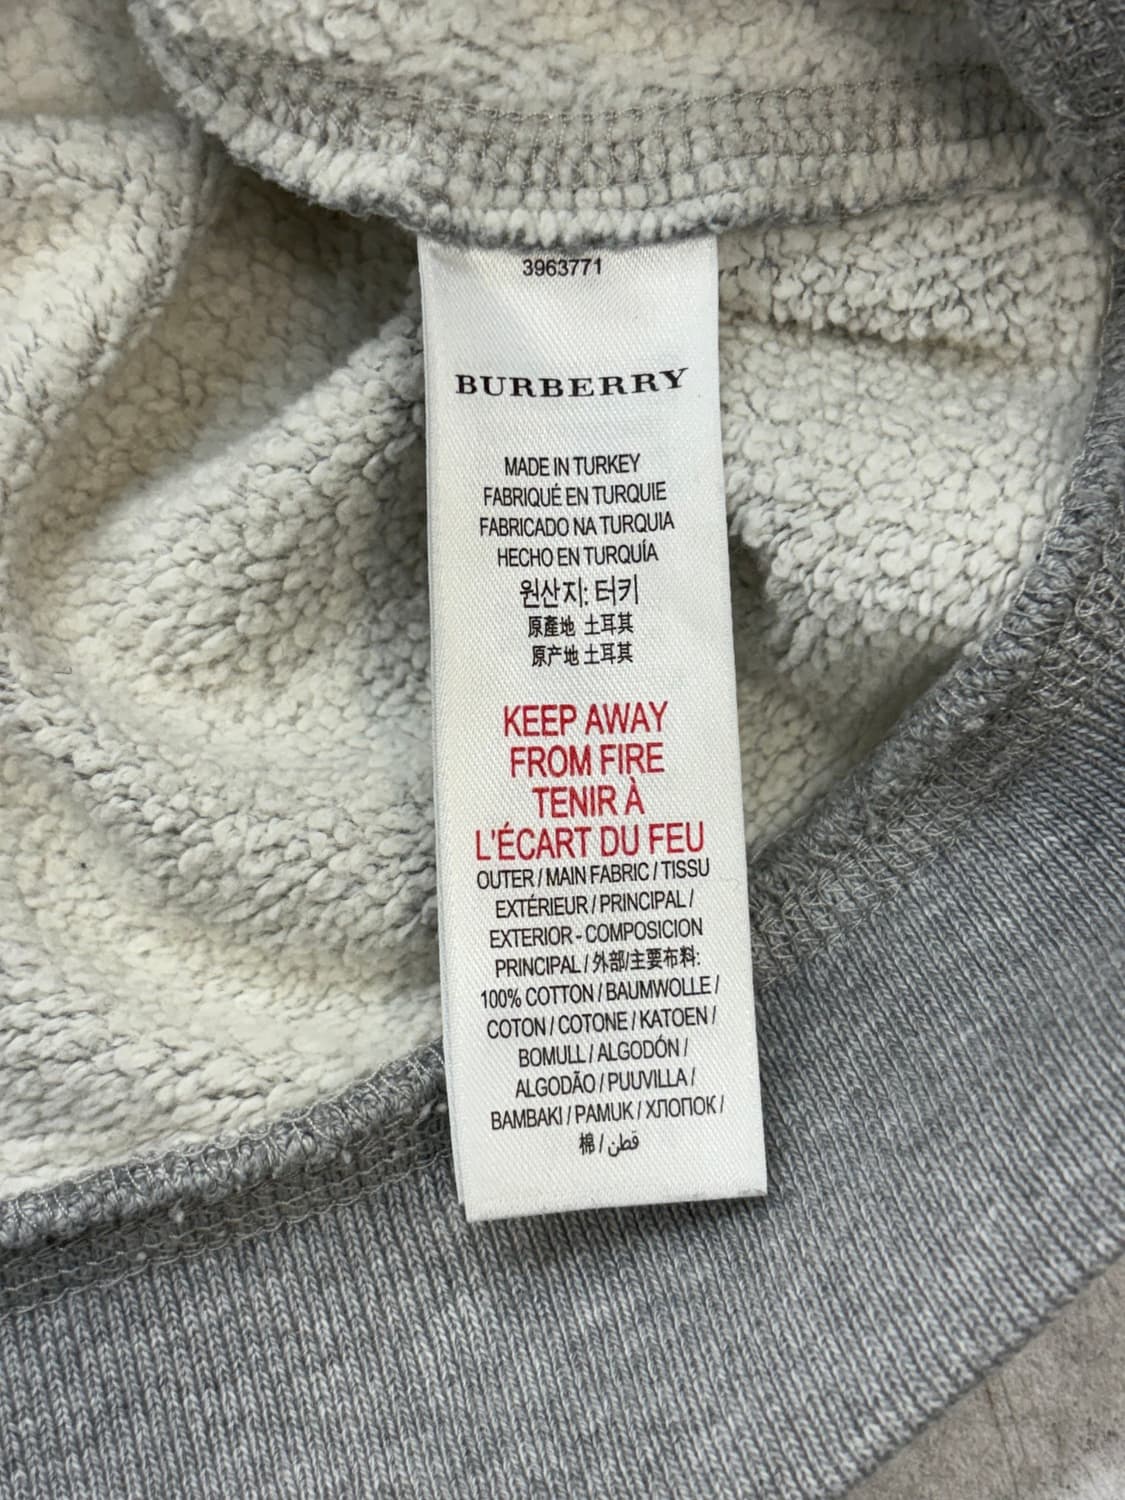 3963771
BURBERRY
MADE IN TURKEY
FABRIQUÉ EN TURQUIE
FABRICADO NA TURQUIA
HECHO EN TURQUÍA
원산지: 터키
原產地 土耳其
原产地 土耳其
KEEP AWAY
FROM FIRE
TENIR À
L'ÉCART DU FEU
OUTER / MAIN FABRIC / TISSU
EXTÉRIEUR / PRINCIPAL /
EXTERIOR - COMPOSICION
PRINCIPAL / 外部/主要布料:
100% COTTON / BAUMWOLLE /
COTON / COTONE / KATOEN /
BOMULL / ALGODÓN /
ALGODÃO / PUUVILLA /
BAMBAKI / PAMUK / ХЛОПОК /
棉 / قطن